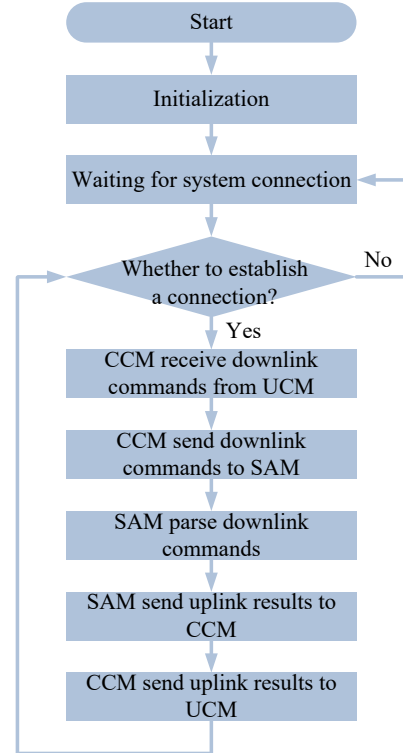 Start
Initialization
Waiting for system connection
Whether to establish
a connection?
No
Yes
CCM receive downlink
commands from UCM
CCM send downlink
commands to SAM
SAM parse downlink
commands
SAM send uplink results to
CCM
CCM send uplink results to
UCM